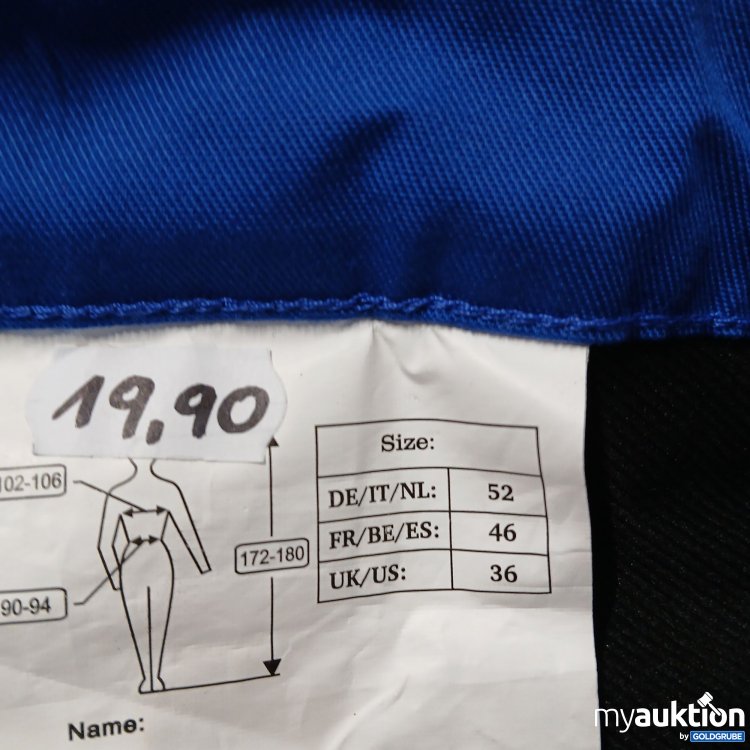 19,90
Size:
DE/IT/NL: 52
FR/BE/ES: 46
UK/US: 36
102-106
172-180
90-94
Name:
myauktion
by GOLDGRUBE